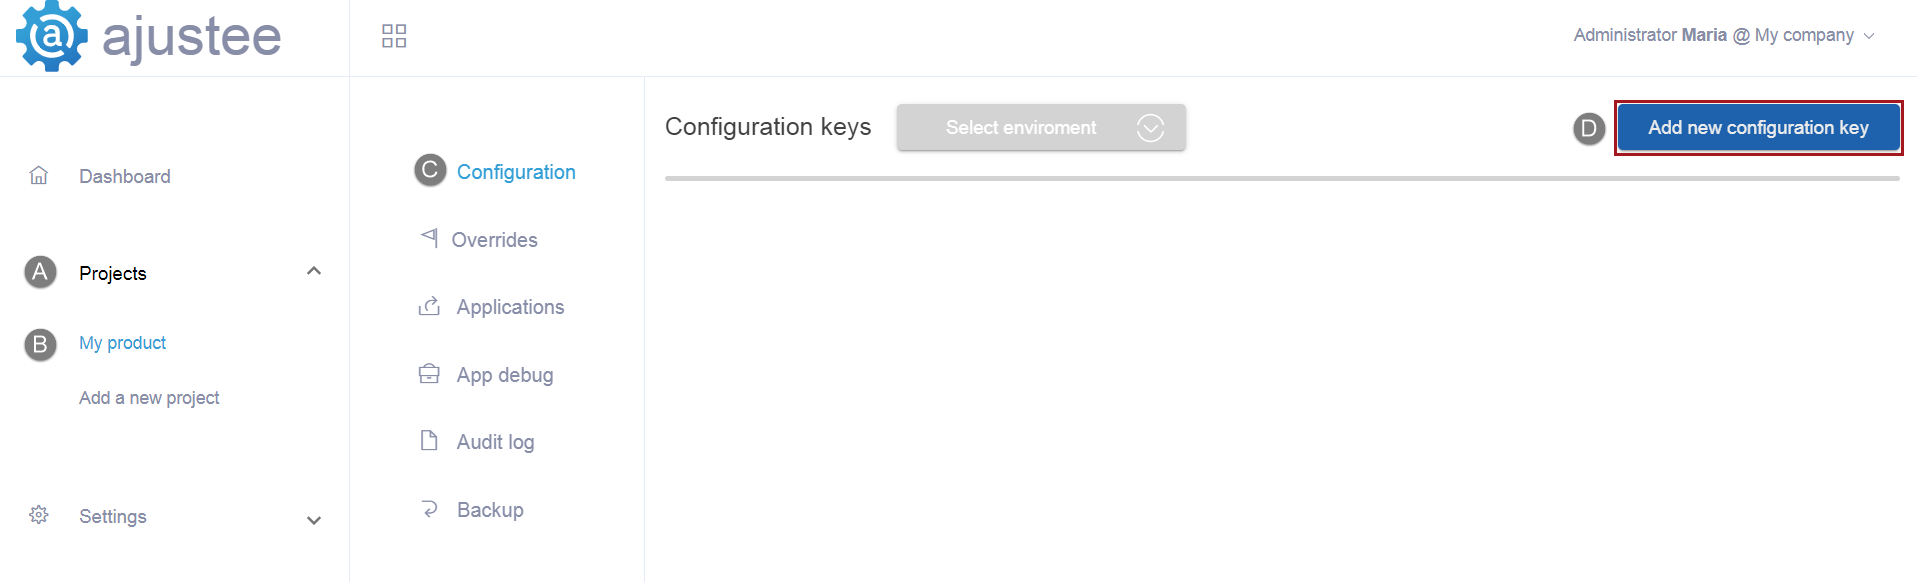 a ajustee
Administrator Maria @ My company
Dashboard
A Projects
B My product
Add a new project
Settings
C Configuration
Overrides
Applications
App debug
Audit log
Backup
Configuration keys
Select enviroment
D Add new configuration key